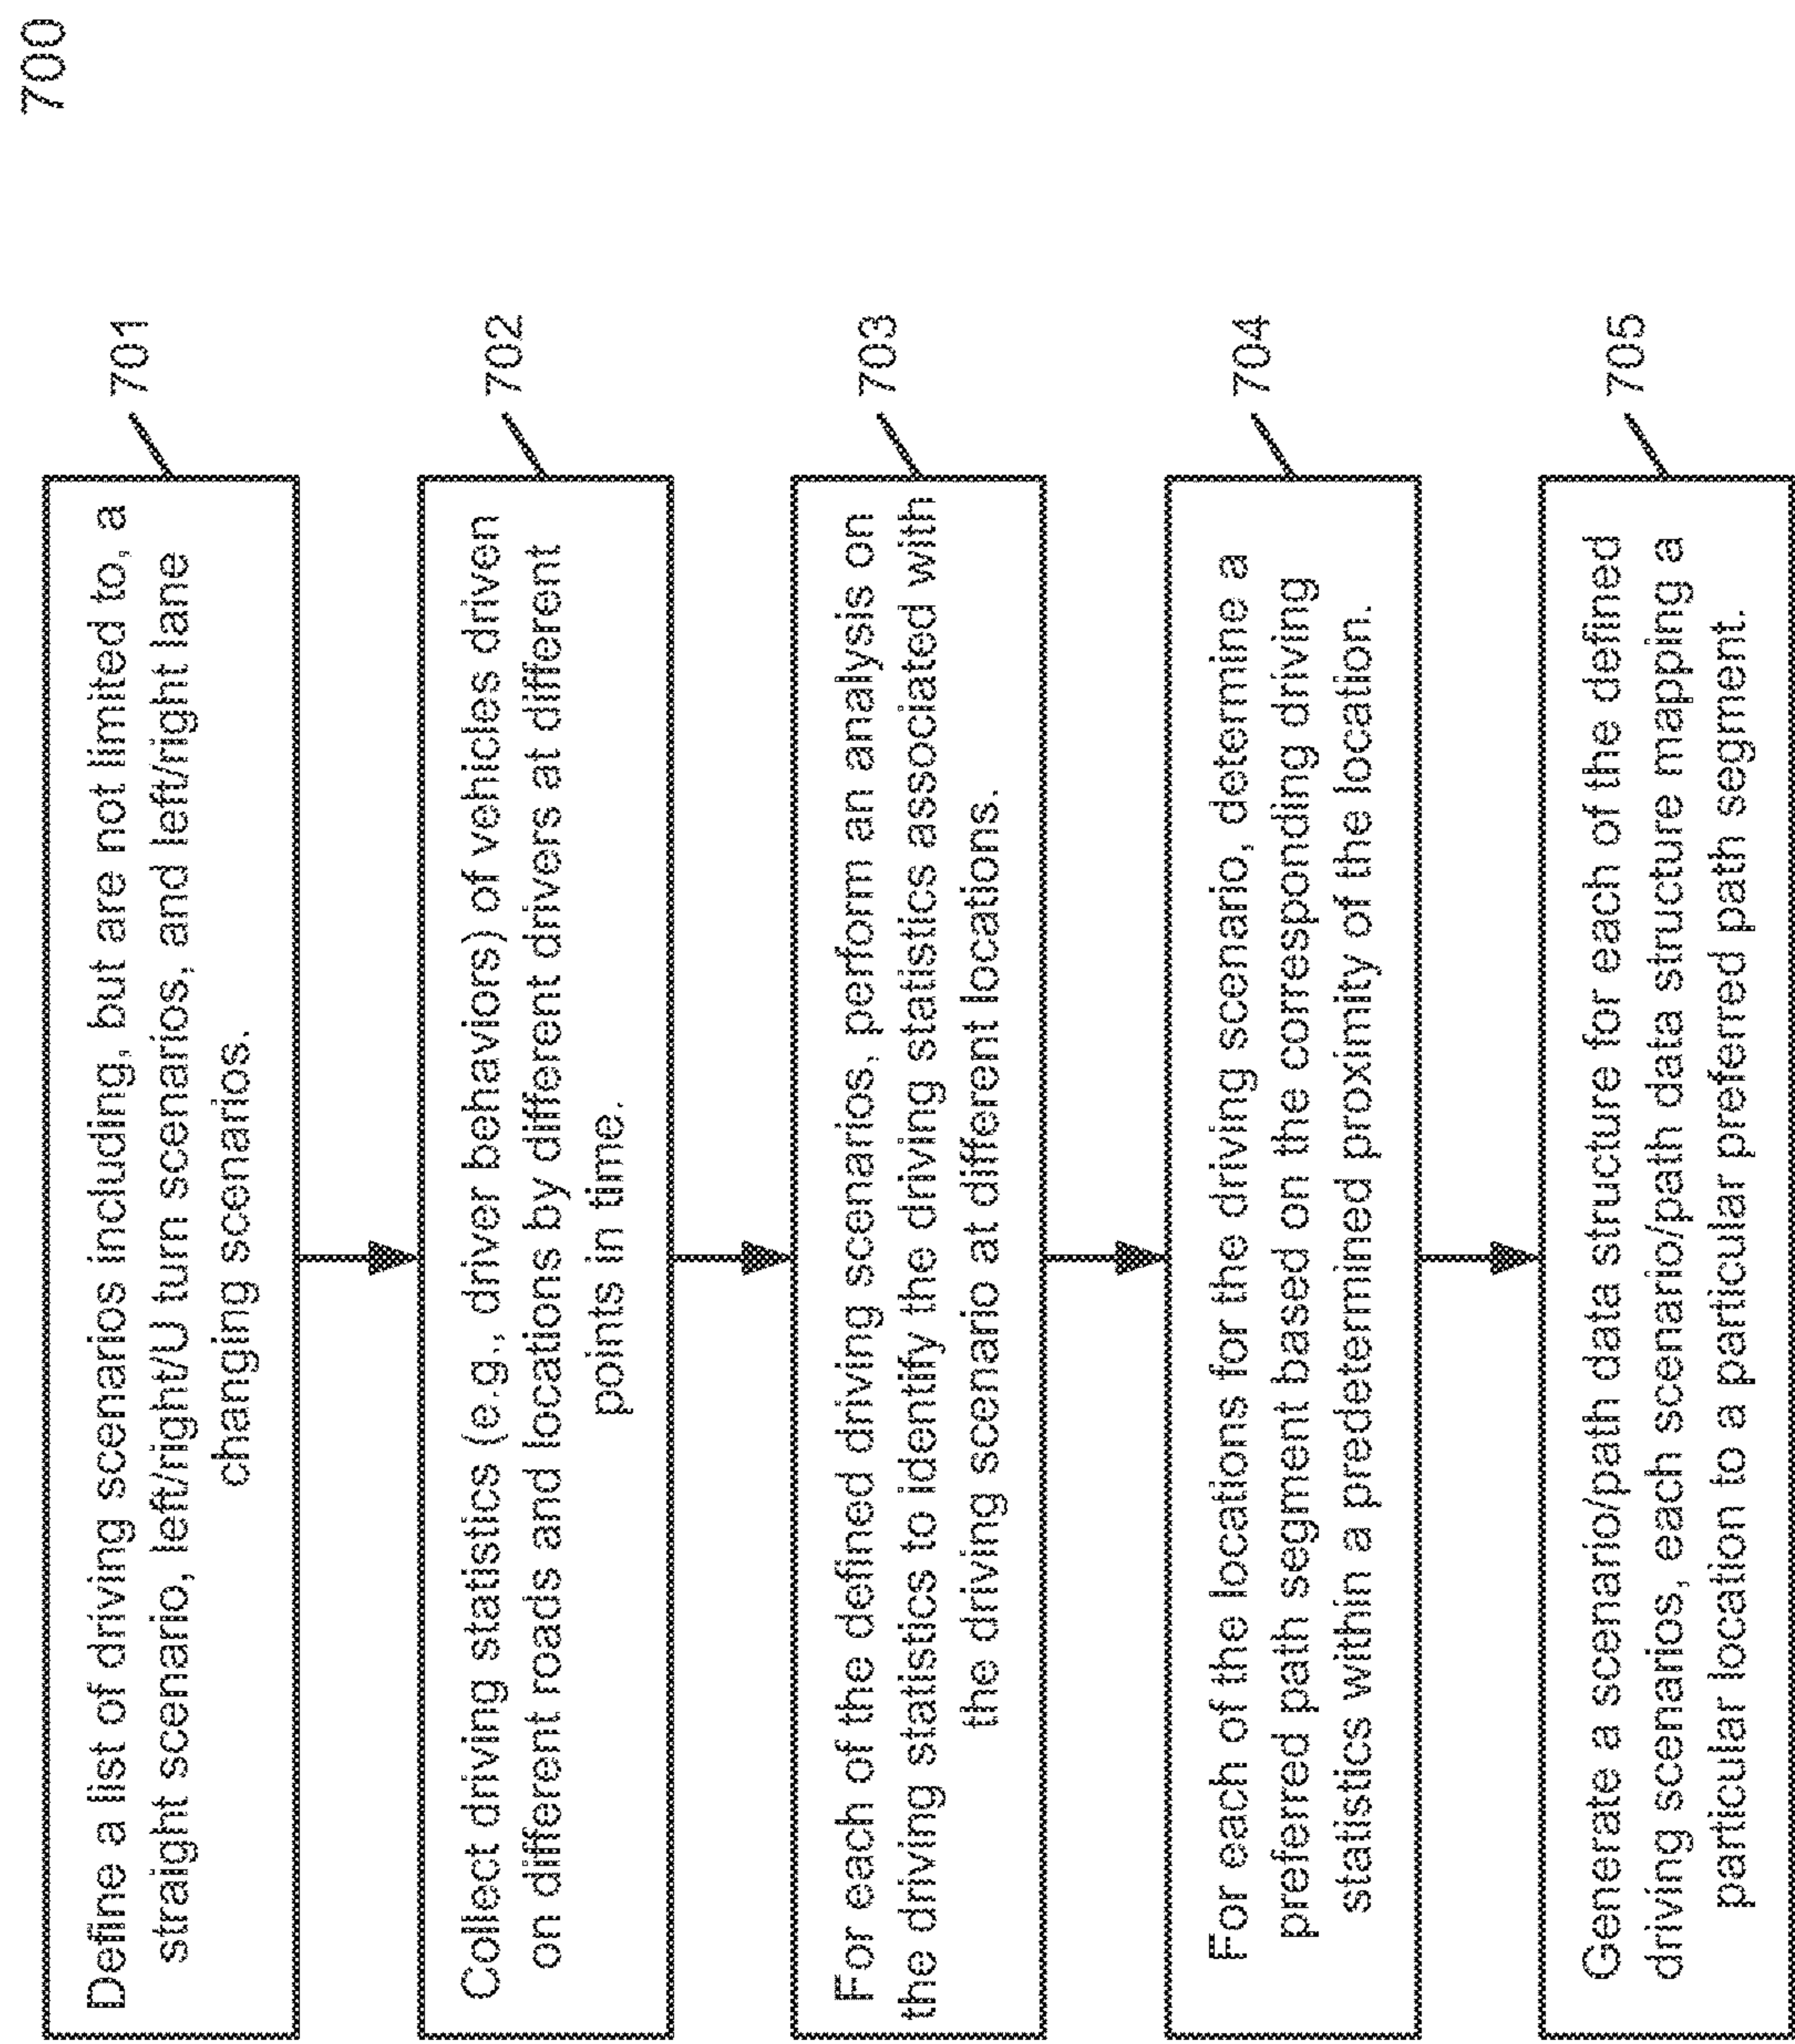 700
Define a list of driving scenarios including, but are not limited to, a
straight scenario, left/right/U turn scenarios, and left/right lane
changing scenarios.
701
Collect driving statistics (e.g., driver behaviors) of vehicles driven
on different roads and locations by different drivers at different
points in time.
702
For each of the defined driving scenarios, perform an analysis on
the driving statistics to identify the driving statistics associated with
the driving scenario at different locations.
703
For each of the locations for the driving scenario, determine a
preferred path segment based on the corresponding driving
statistics within a predetermined proximity of the location.
704
Generate a scenario/path data structure for each of the defined
driving scenarios, each scenario/path data structure mapping a
particular location to a particular preferred path segment.
705